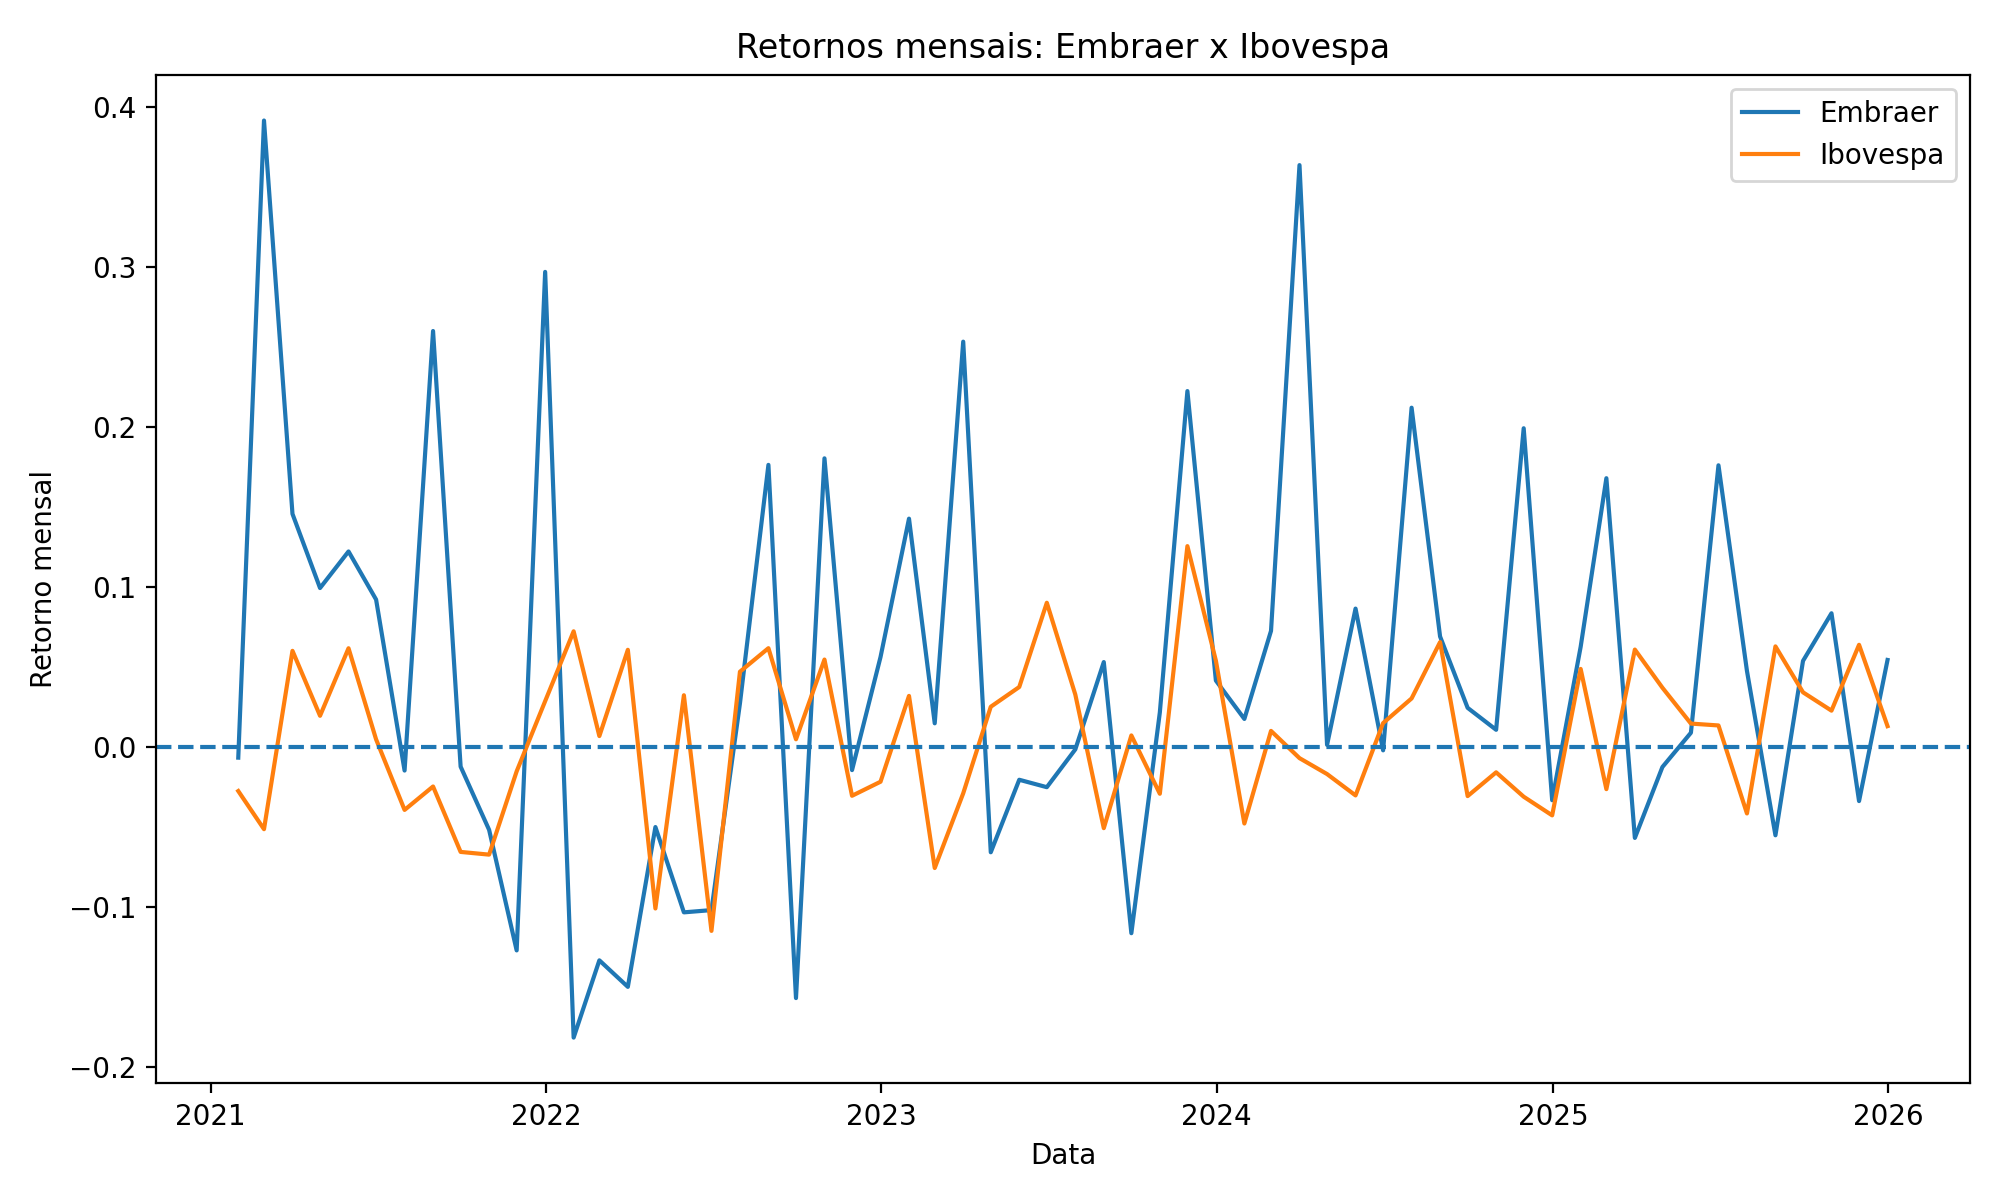 Retornos mensais: Embraer x Ibovespa
Embraer
Ibovespa
Retorno mensal
0.4
0.3
0.2
0.1
0.0
−0.1
−0.2
2021 2022 2023 2024 2025 2026
Data